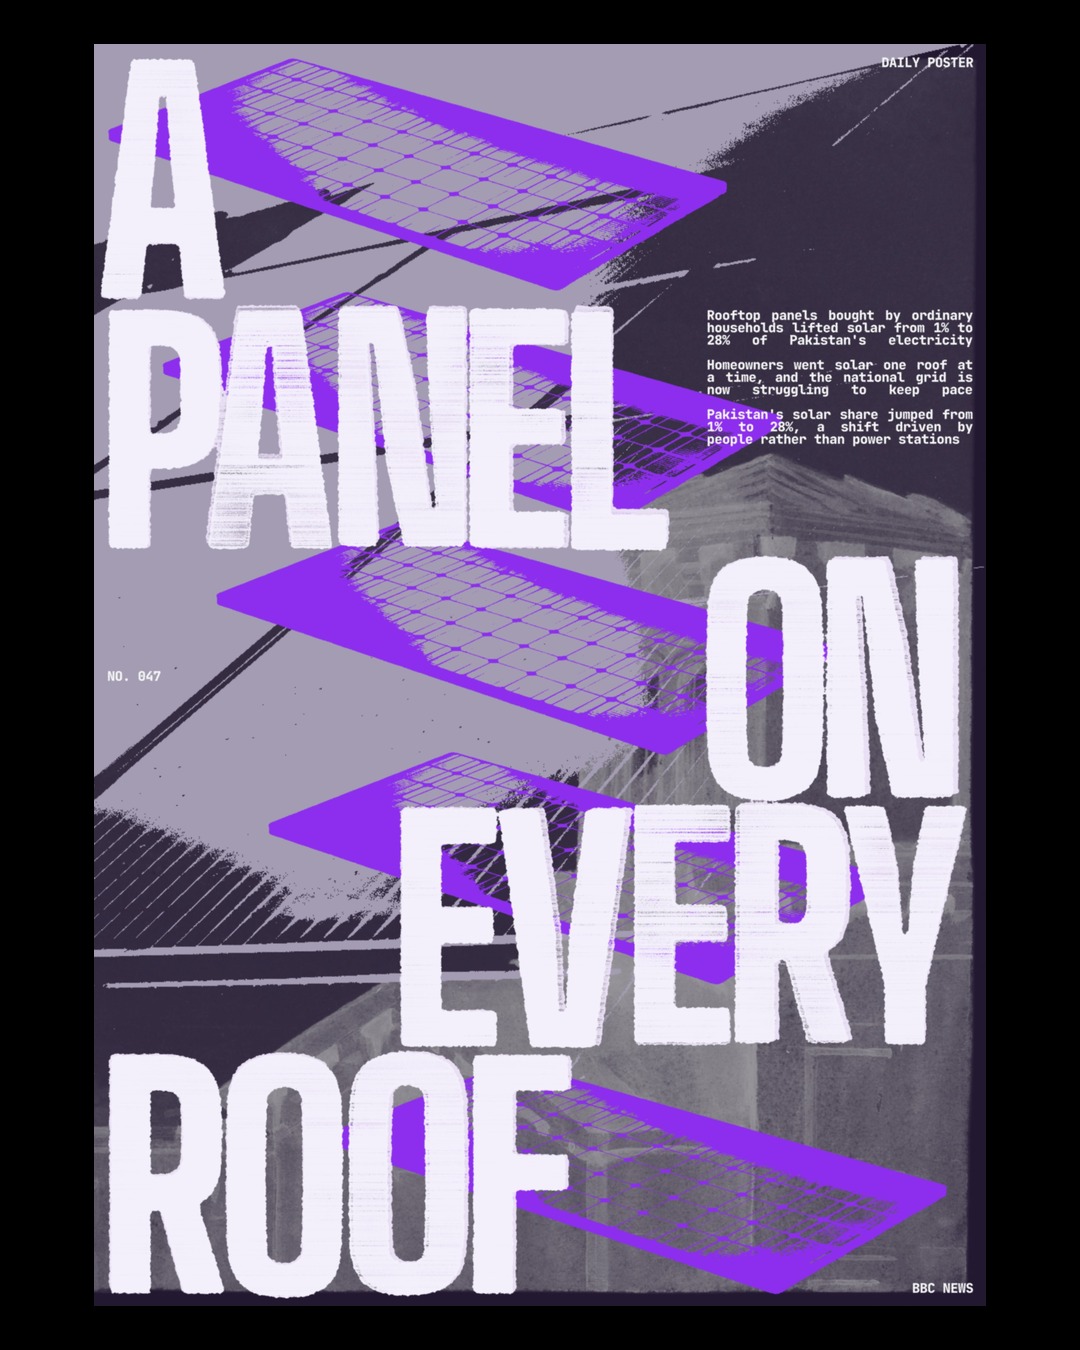 DAILY POSTER
A
PANEL
Rooftop panels bought by ordinary
households lifted solar from 1% to
28% of Pakistan's electricity
Homeowners went solar one roof at
a time, and the national grid is
now struggling to keep pace
Pakistan's solar share jumped from
1% to 28%, a shift driven by
people rather than power stations
ON
NO. 047
EVERY
ROOF
BBC NEWS